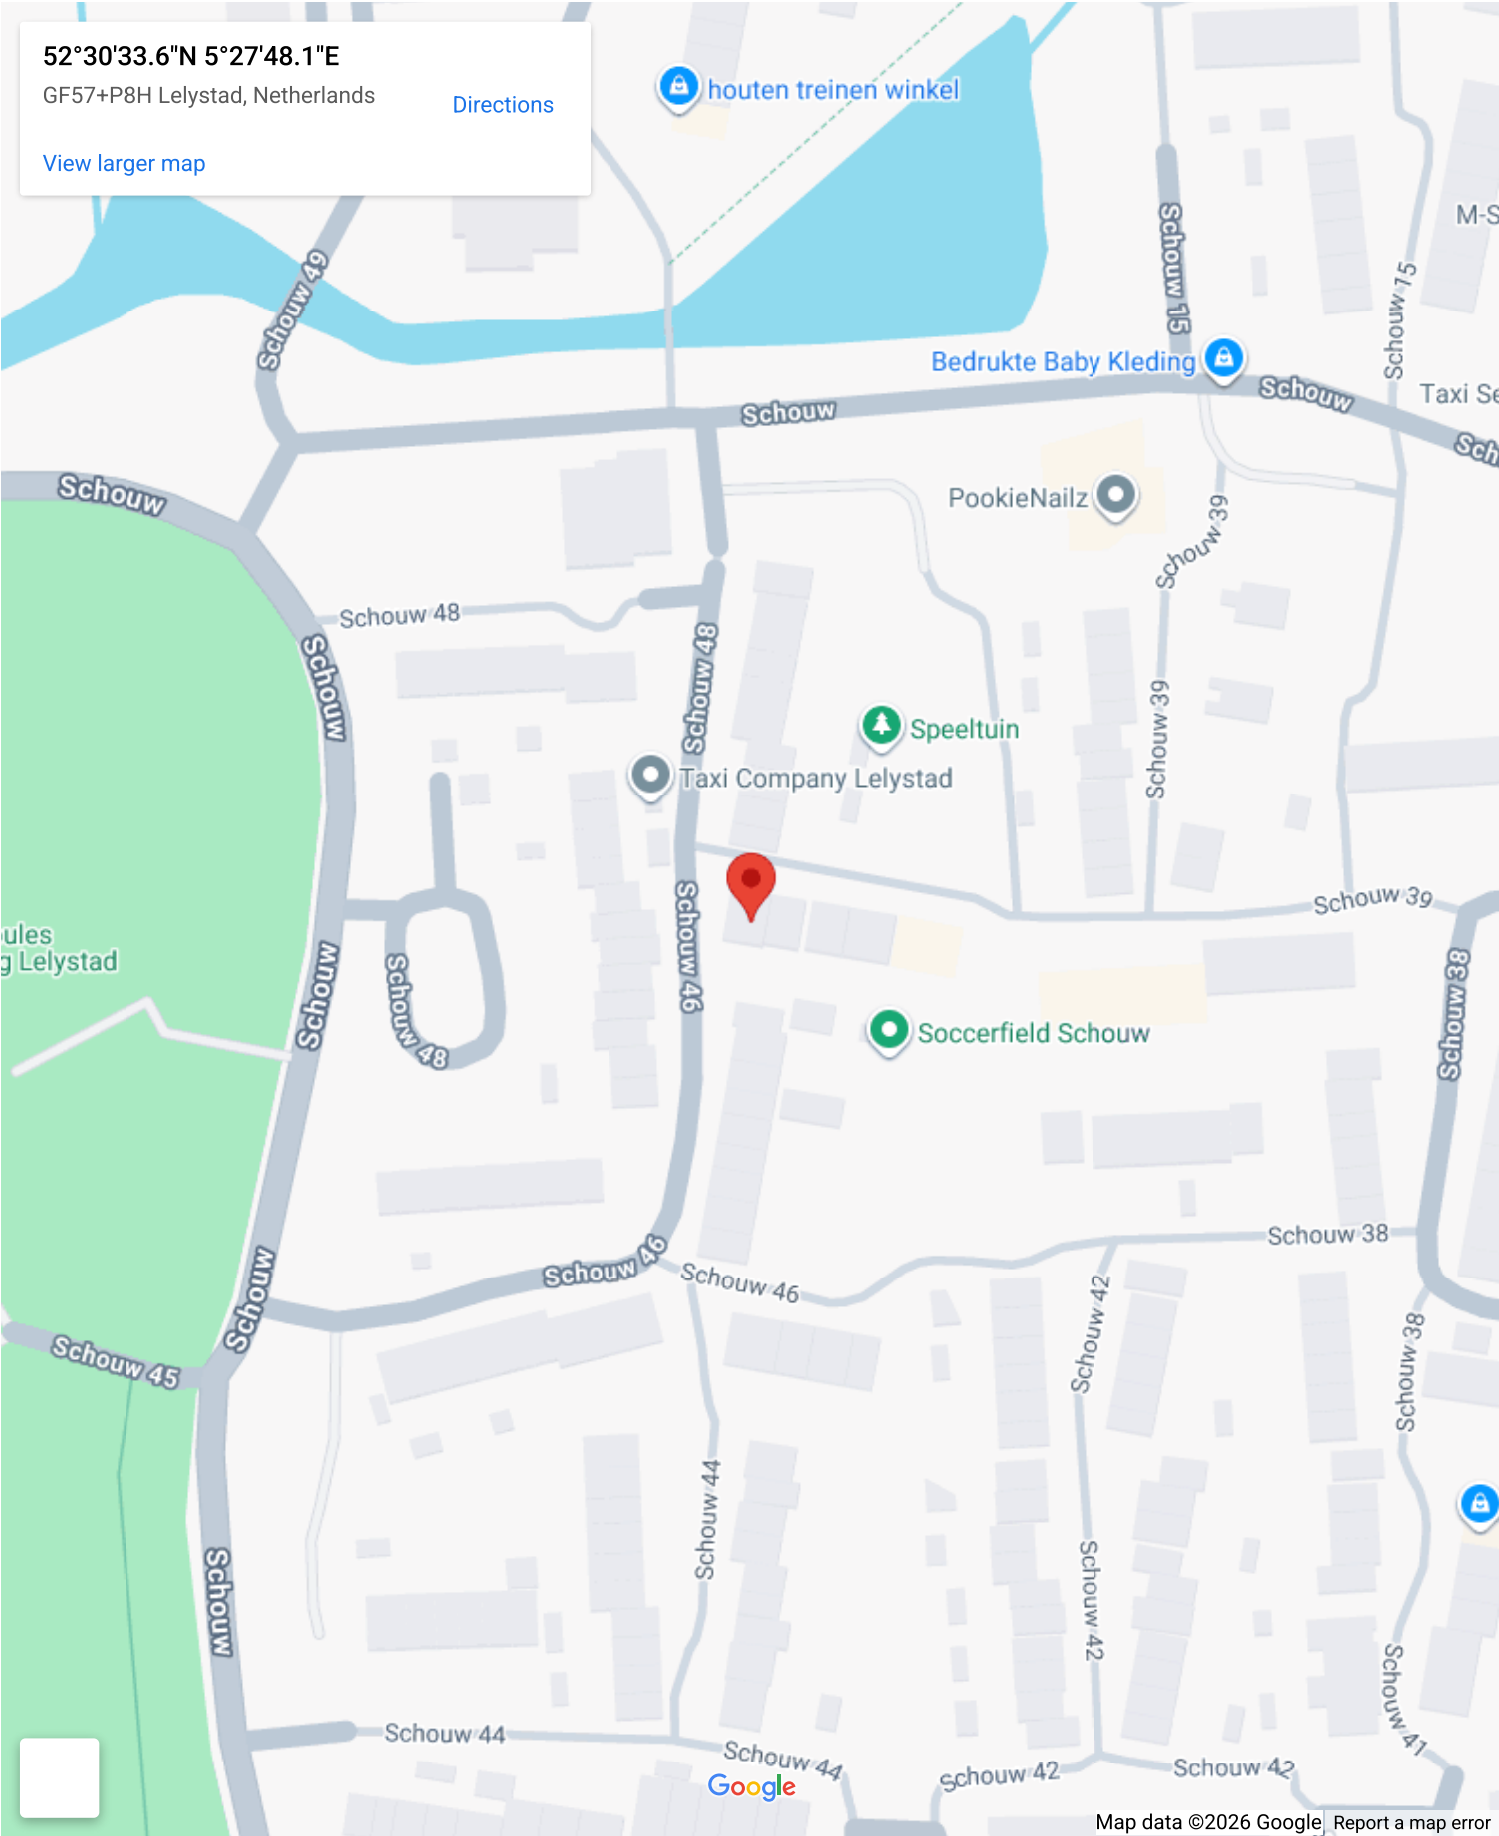 52°30'33.6"N 5°27'48.1"E
GF57+P8H Lelystad, Netherlands
Directions
View larger map
houten treinen winkel
M-S
Schouw 15
Schouw 49
Schouw 15
Bedrukte Baby Kleding
Schouw
Taxi Se
Schouw
Sch
Schouw
PookieNailz
Schouw 39
Schouw 48
Schouw
Schouw 48
Schouw 39
Speeltuin
Taxi Company Lelystad
Schouw 39
Schouw 46
oules
g Lelystad
Schouw
Schouw 48
Schouw 38
Soccerfield Schouw
Schouw 38
Schouw 46
Schouw 46
Schouw
Schouw 42
Schouw 38
Schouw 45
Schouw 44
Schouw
Schouw 42
Schouw 41
Schouw 44
Schouw 44
Schouw 42
Schouw 42
Google
Map data ©2026 Google
Report a map error